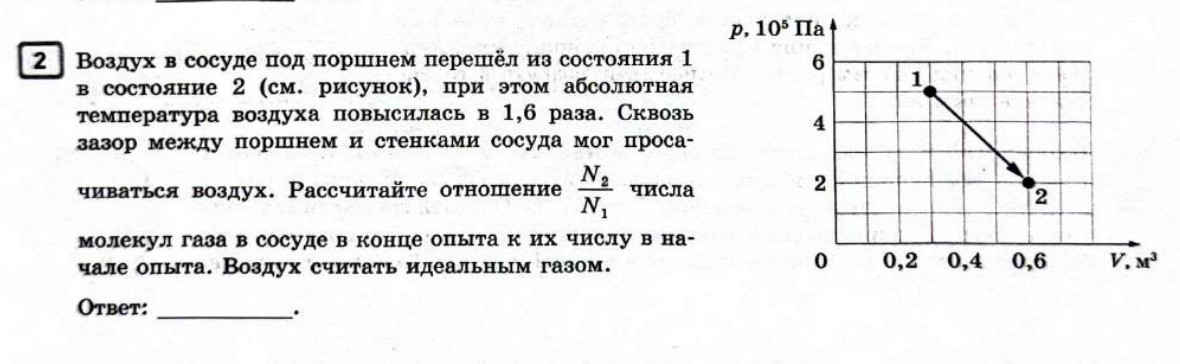 2 Воздух в сосуде под поршнем перешёл из состояния 1
в состояние 2 (см. рисунок), при этом абсолютная
температура воздуха повысилась в 1,6 раза. Сквозь
зазор между поршнем и стенками сосуда мог проса-
чиваться воздух. Рассчитайте отношение N₂/N₁ числа
молекул газа в сосуде в конце опыта к их числу в на-
чале опыта. Воздух считать идеальным газом.
Ответ: ____________.
p, 10⁵ Па
6
1
4
2
2
0 0,2 0,4 0,6 V, м³